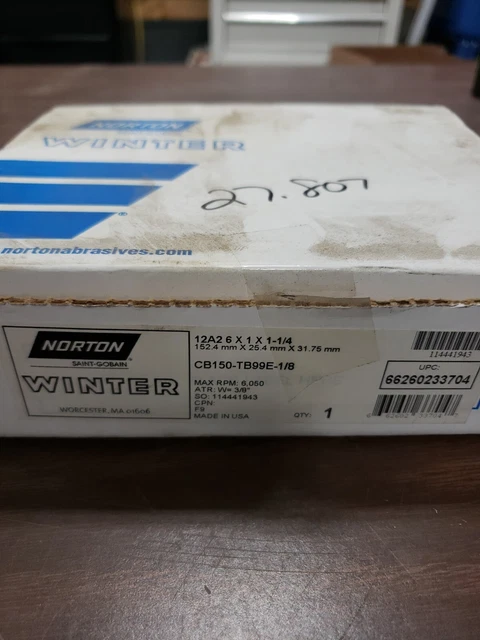 NORTON
WINTER
27.807
®
nortonabrasives.com
NORTON
SAINT-GOBAIN
WINTER
WORCESTER, MA 01606
12A2 6 X 1 X 1-1/4
152.4 mm X 25.4 mm X 31.75 mm
CB150-TB99E-1/8
MAX RPM: 6,050
ATR: W= 3/8"
SO: 114441943
CPN:
F9
MADE IN USA
QTY: 1
114441943
UPC:
66260233704